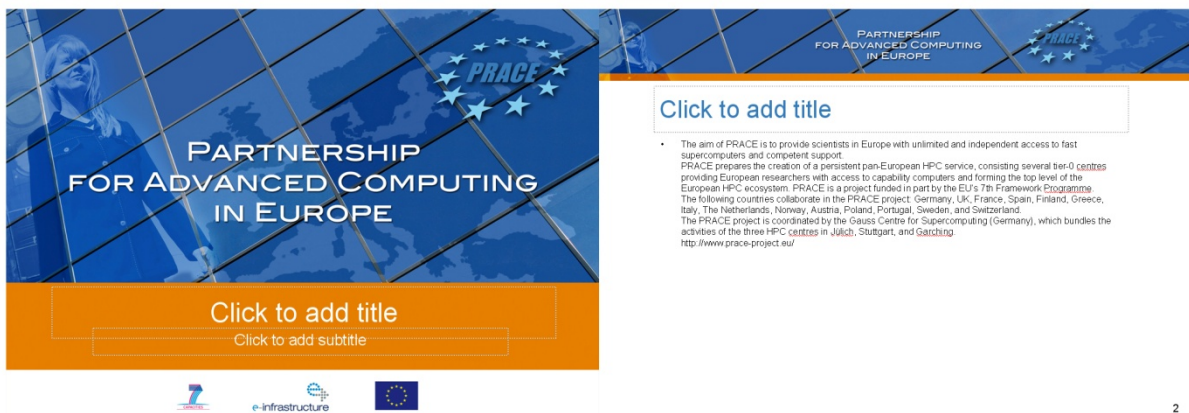 PRACE
PARTNERSHIP
FOR ADVANCED COMPUTING
IN EUROPE
Click to add title
Click to add subtitle
7
CAPACITIES
e-infrastructure
PARTNERSHIP
FOR ADVANCED COMPUTING
IN EUROPE
PRACE
Click to add title
• The aim of PRACE is to provide scientists in Europe with unlimited and independent access to fast
supercomputers and competent support.
PRACE prepares the creation of a persistent pan-European HPC service, consisting several tier-0 centres
providing European researchers with access to capability computers and forming the top level of the
European HPC ecosystem. PRACE is a project funded in part by the EU's 7th Framework Programme.
The following countries collaborate in the PRACE project: Germany, UK, France, Spain, Finland, Greece,
Italy, The Netherlands, Norway, Austria, Poland, Portugal, Sweden, and Switzerland.
The PRACE project is coordinated by the Gauss Centre for Supercomputing (Germany), which bundles the
activities of the three HPC centres in Jülich, Stuttgart, and Garching.
http://www.prace-project.eu/
2